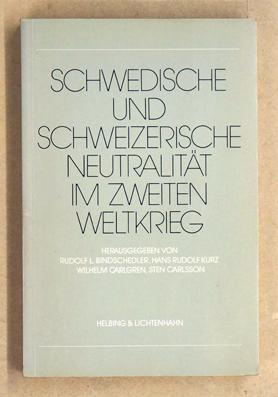 SCHWEDISCHE
UND
SCHWEIZERISCHE
NEUTRALITÄT
IM ZWEITEN
WELTKRIEG
HERAUSGEGEBEN VON
RUDOLF L. BINDSCHEDLER, HANS RUDOLF KURZ
WILHELM CARLGREN, STEN CARLSSON
HELBING & LICHTENHAHN